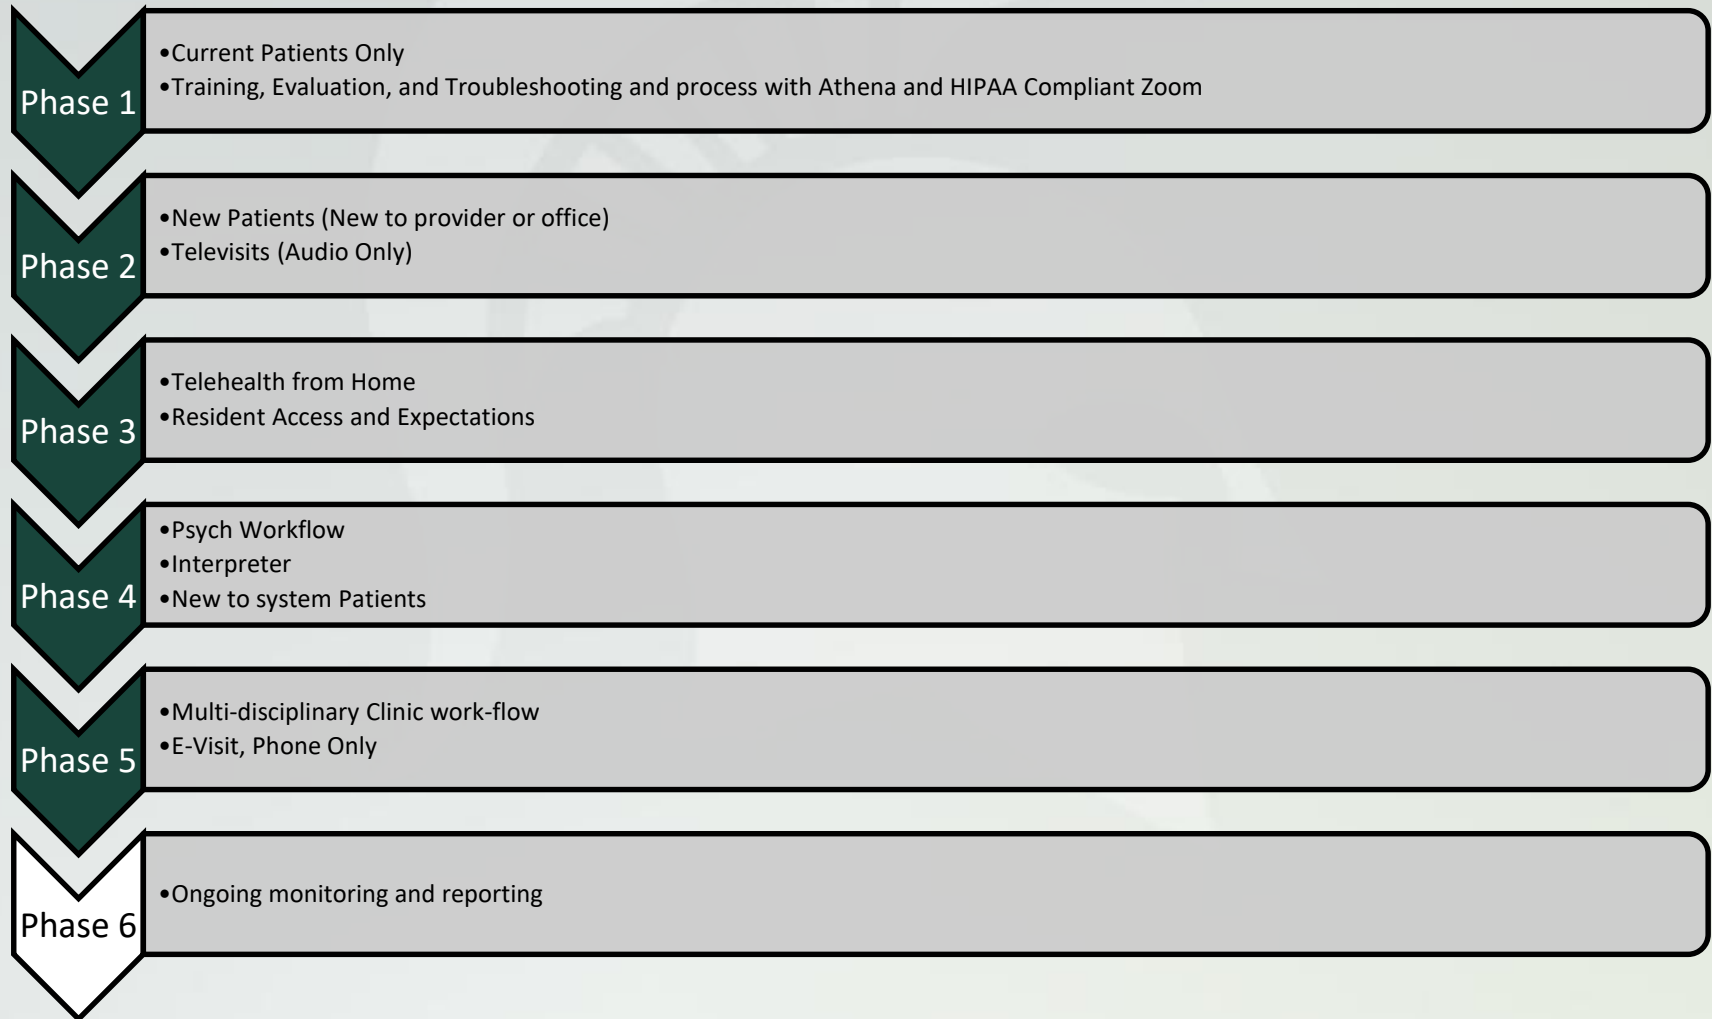 Phase 1
•Current Patients Only
•Training, Evaluation, and Troubleshooting and process with Athena and HIPAA Compliant Zoom
Phase 2
•New Patients (New to provider or office)
•Televisits (Audio Only)
Phase 3
•Telehealth from Home
•Resident Access and Expectations
Phase 4
•Psych Workflow
•Interpreter
•New to system Patients
Phase 5
•Multi-disciplinary Clinic work-flow
•E-Visit, Phone Only
Phase 6
•Ongoing monitoring and reporting